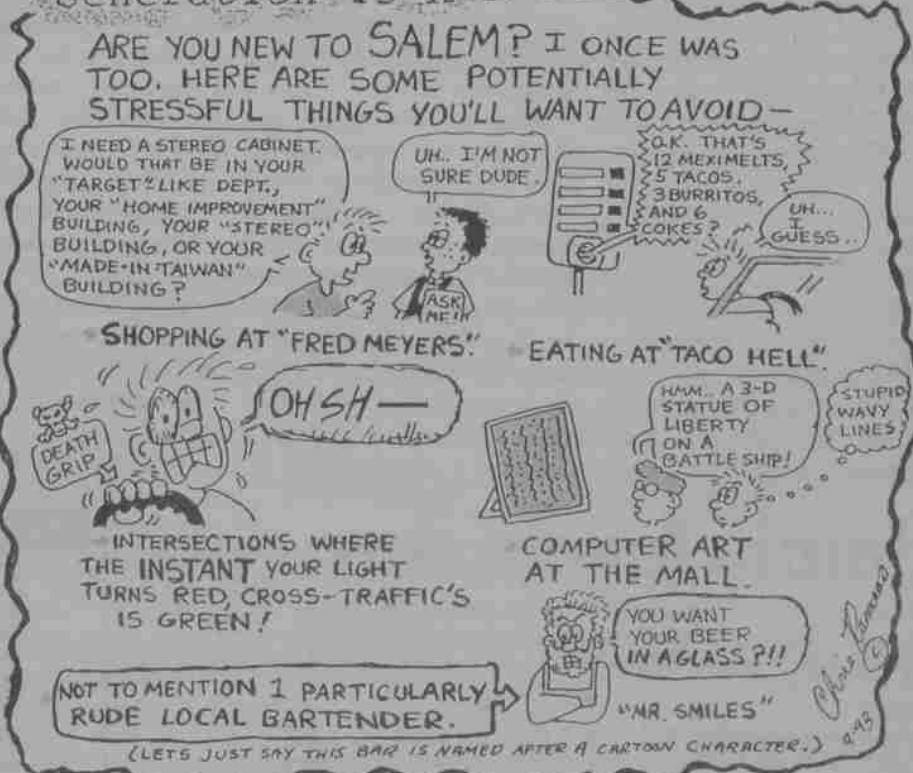 ARE YOU NEW TO SALEM? I ONCE WAS
TOO. HERE ARE SOME POTENTIALLY
STRESSFUL THINGS YOU'LL WANT TO AVOID—
I NEED A STEREO CABINET.
WOULD THAT BE IN YOUR
"TARGET" LIKE DEPT.,
YOUR "HOME IMPROVEMENT"
BUILDING, YOUR "STEREO"
BUILDING, OR YOUR
"MADE-IN-TAIWAN"
BUILDING?
UH.. I'M NOT
SURE DUDE.
ASK
ME!
SHOPPING AT "FRED MEYERS."
O.K. THAT'S
12 MEXIMELTS,
5 TACOS,
3 BURRITOS,
AND 6
COKES?
UH...
I
GUESS..
EATING AT "TACO HELL".
DEATH
GRIP
OH SH—
INTERSECTIONS WHERE
THE INSTANT YOUR LIGHT
TURNS RED, CROSS-TRAFFIC'S
IS GREEN!
HMM.. A 3-D
STATUE OF
LIBERTY
ON A
BATTLE SHIP!
STUPID
WAVY
LINES
COMPUTER ART
AT THE MALL.
NOT TO MENTION 1 PARTICULARLY
RUDE LOCAL BARTENDER.
YOU WANT
YOUR BEER
IN A GLASS?!!
"MR. SMILES"
Chris
©
(LETS JUST SAY THIS BAR IS NAMED AFTER A CARTOON CHARACTER.)